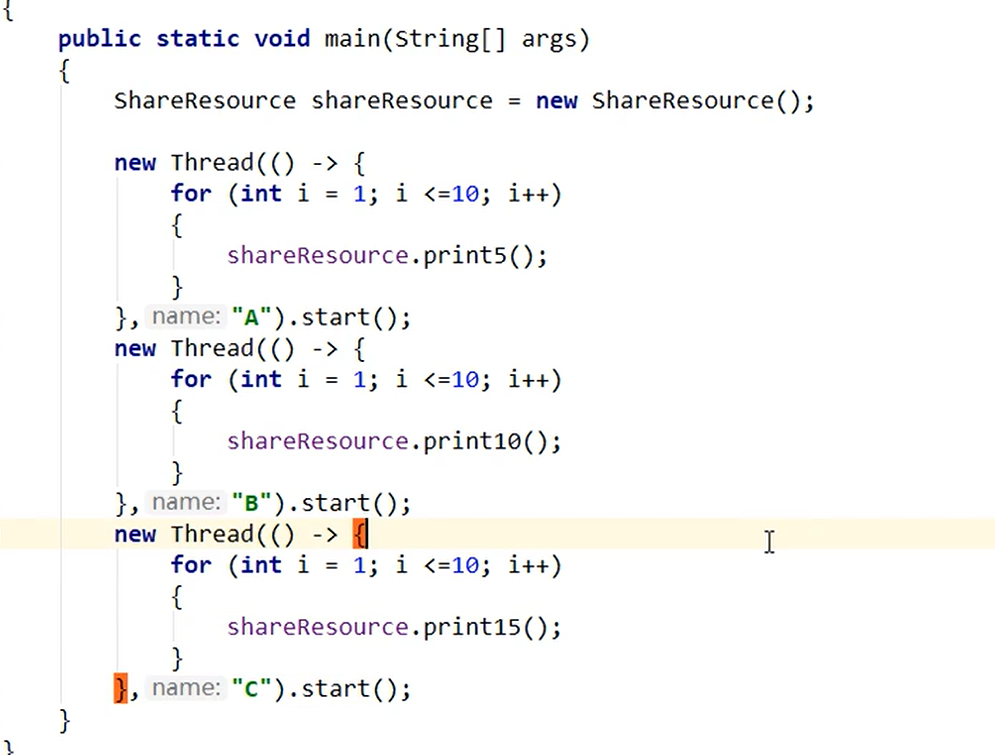 {
    public static void main(String[] args)
    {
        ShareResource shareResource = new ShareResource();

        new Thread(() -> {
            for (int i = 1; i <=10; i++)
            {
                shareResource.print5();
            }
        }, name: "A").start();
        new Thread(() -> {
            for (int i = 1; i <=10; i++)
            {
                shareResource.print10();
            }
        }, name: "B").start();
        new Thread(() -> {
            for (int i = 1; i <=10; i++)
            {
                shareResource.print15();
            }
        }, name: "C").start();
    }
}